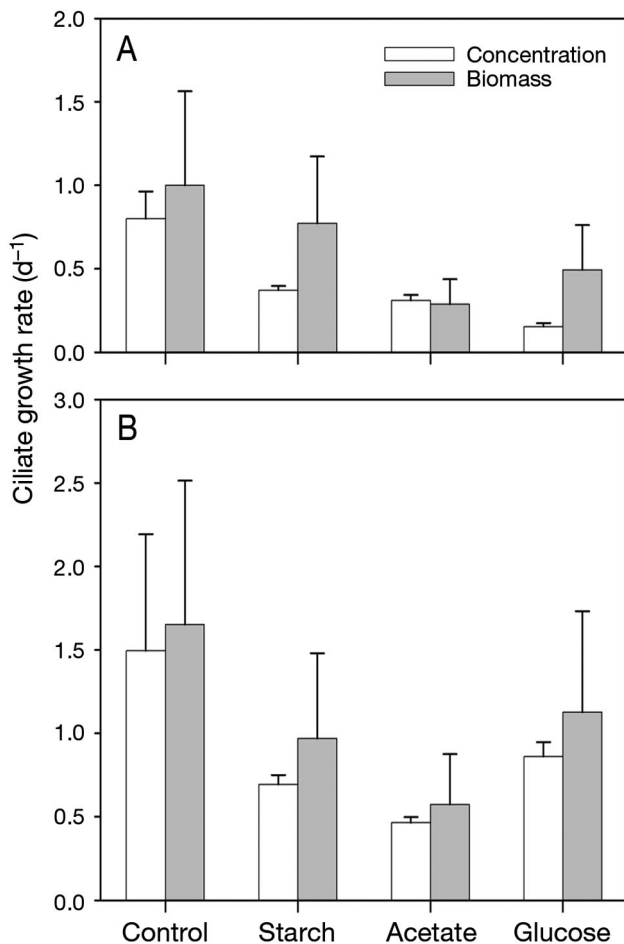 A
Concentration
Biomass
2.0
1.5
1.0
0.5
0.0
Ciliate growth rate (d⁻¹)
B
3.0
2.5
2.0
1.5
1.0
0.5
0.0
Control Starch Acetate Glucose